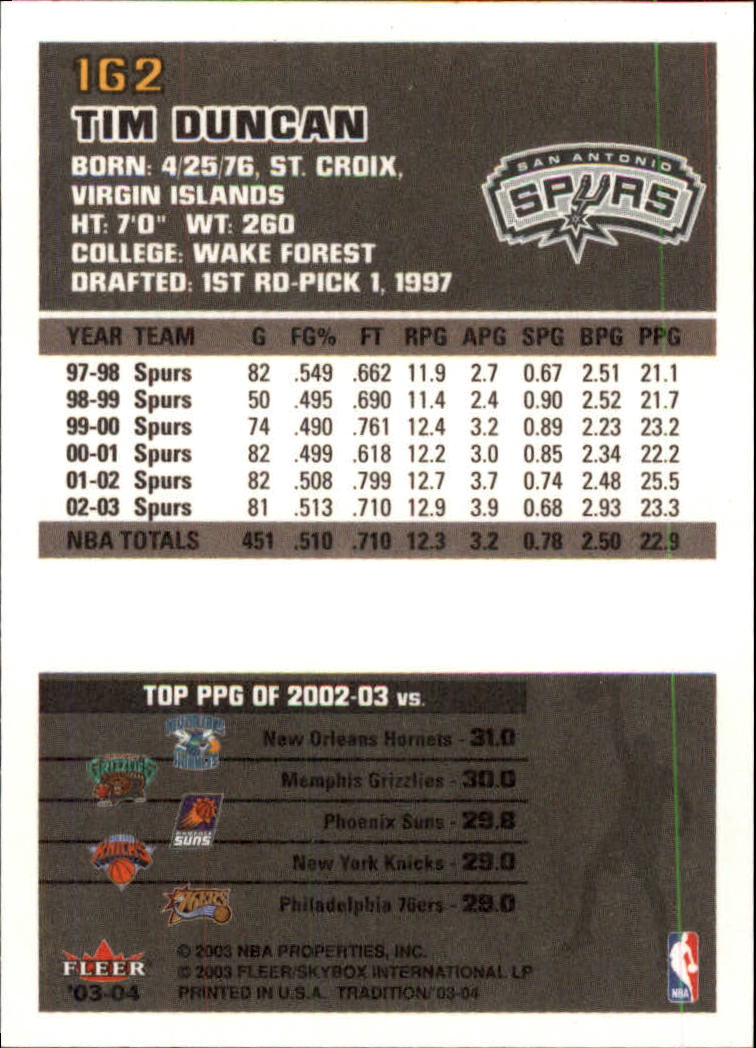 162
TIM DUNCAN
BORN: 4/25/76, ST. CROIX,
VIRGIN ISLANDS
HT: 7'0" WT: 260
COLLEGE: WAKE FOREST
DRAFTED: 1ST RD-PICK 1, 1997
SAN ANTONIO
SPURS
YEAR TEAM G FG% FT RPG APG SPG BPG PPG
97-98 Spurs 82 .549 .662 11.9 2.7 0.67 2.51 21.1
98-99 Spurs 50 .495 .690 11.4 2.4 0.90 2.52 21.7
99-00 Spurs 74 .490 .761 12.4 3.2 0.89 2.23 23.2
00-01 Spurs 82 .499 .618 12.2 3.0 0.85 2.34 22.2
01-02 Spurs 82 .508 .799 12.7 3.7 0.74 2.48 25.5
02-03 Spurs 81 .513 .710 12.9 3.9 0.68 2.93 23.3
NBA TOTALS 451 .510 .710 12.3 3.2 0.78 2.50 22.9
TOP PPG OF 2002-03 vs.
New Orleans Hornets - 31.0
GRIZZLIES
Memphis Grizzlies - 30.0
PHOENIX
SUNS
Phoenix Suns - 29.8
KNICKS
New York Knicks - 29.0
76ERS
Philadelphia 76ers - 29.0
FLEER
'03-04
© 2003 NBA PROPERTIES, INC.
© 2003 FLEER/SKYBOX INTERNATIONAL LP
PRINTED IN U.S.A. TRADITION/'03-04
NBA